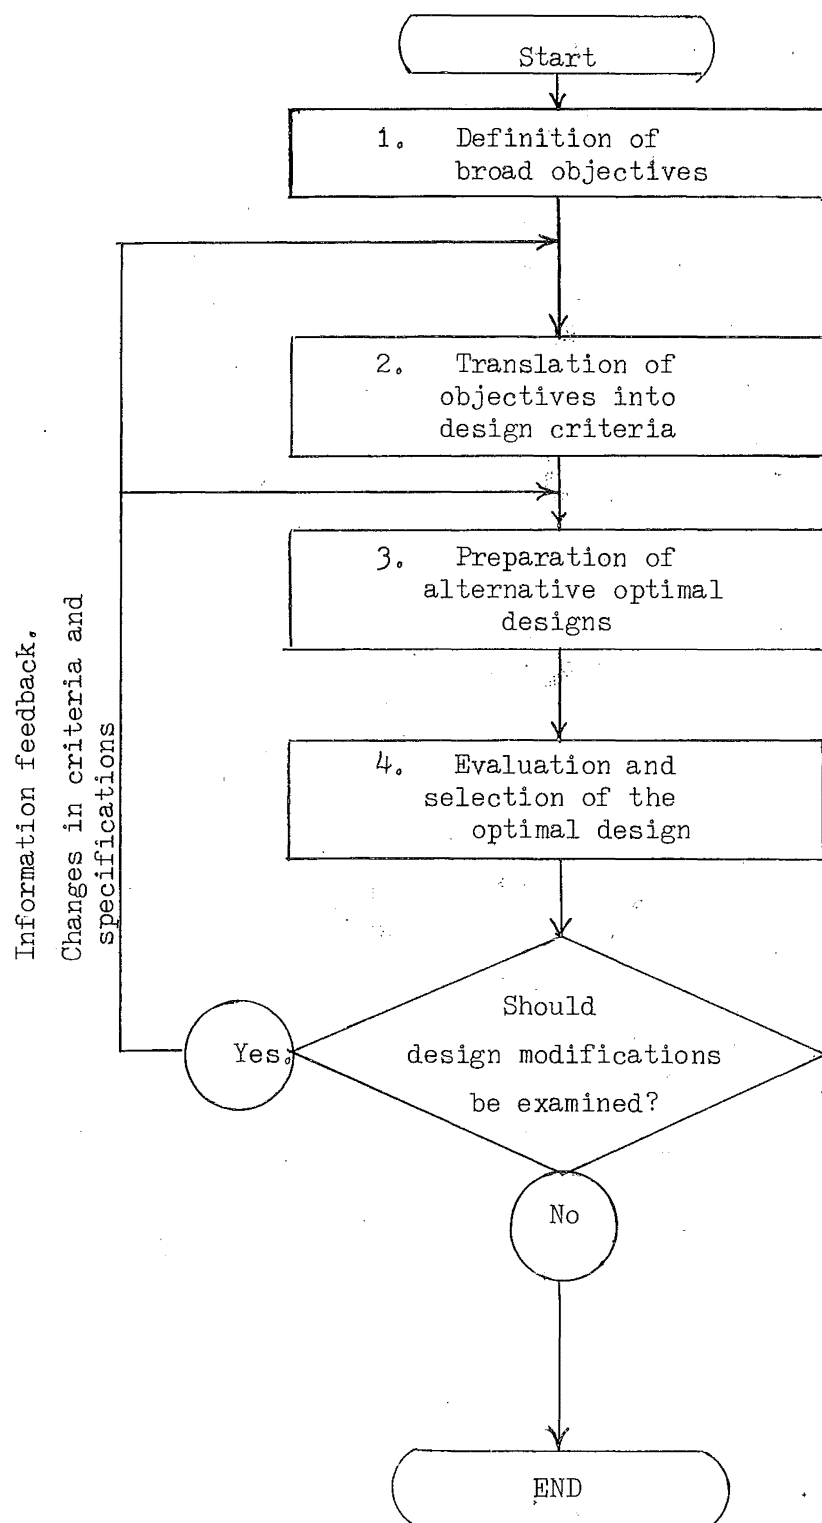 Start
1. Definition of
broad objectives
2. Translation of
objectives into
design criteria
3. Preparation of
alternative optimal
designs
4. Evaluation and
selection of the
optimal design
Information feedback.
Changes in criteria and
specifications
Should
design modifications
be examined?
Yes.
No
END